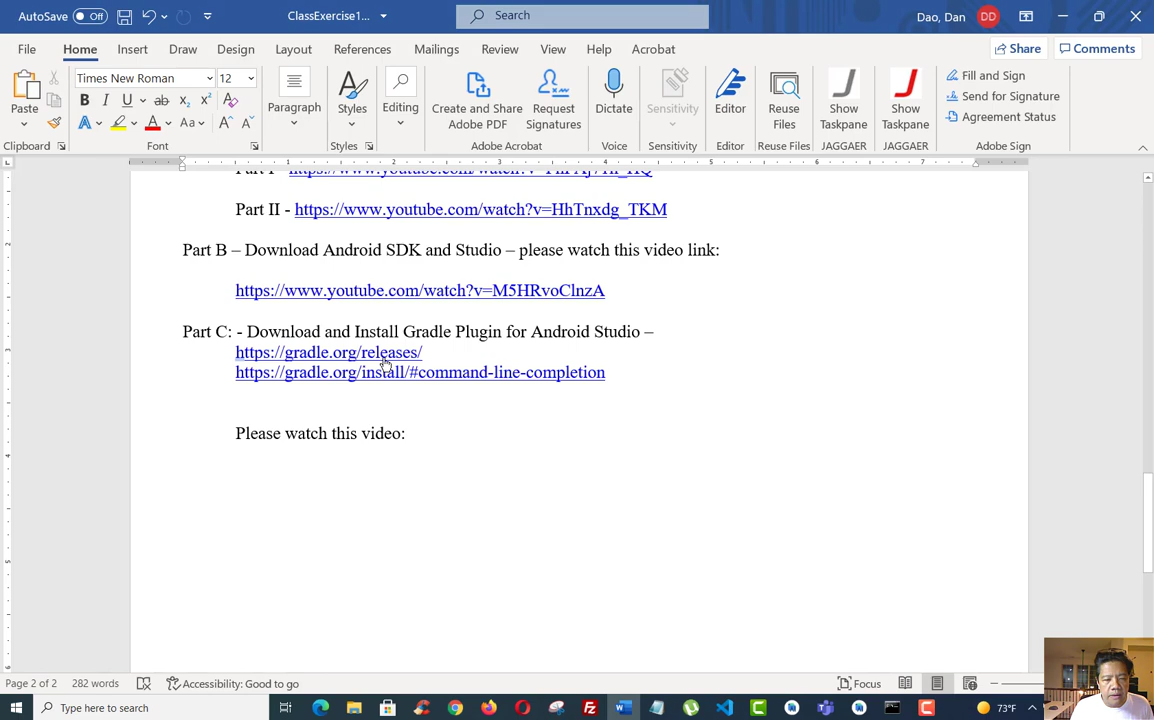 AutoSave Off ClassExercise1... Search Dao, Dan DD
File Home Insert Draw Design Layout References Mailings Review View Help Acrobat Share Comments
Paste Times New Roman 12 Paragraph Styles Editing Create and Share Adobe PDF Request Signatures Dictate Sensitivity Editor Reuse Files Show Taskpane Show Taskpane Fill and Sign
Send for Signature
Agreement Status
Clipboard Font Styles Adobe Acrobat Voice Sensitivity Editor Reuse Files JAGGAER JAGGAER Adobe Sign
Part II - https://www.youtube.com/watch?v=HhTnxdg_TKM
Part B – Download Android SDK and Studio – please watch this video link:
https://www.youtube.com/watch?v=M5HRvoClnzA
Part C: - Download and Install Gradle Plugin for Android Studio –
https://gradle.org/releases/
https://gradle.org/install/#command-line-completion
Please watch this video:
Page 2 of 2 282 words Accessibility: Good to go Focus
Type here to search 73°F